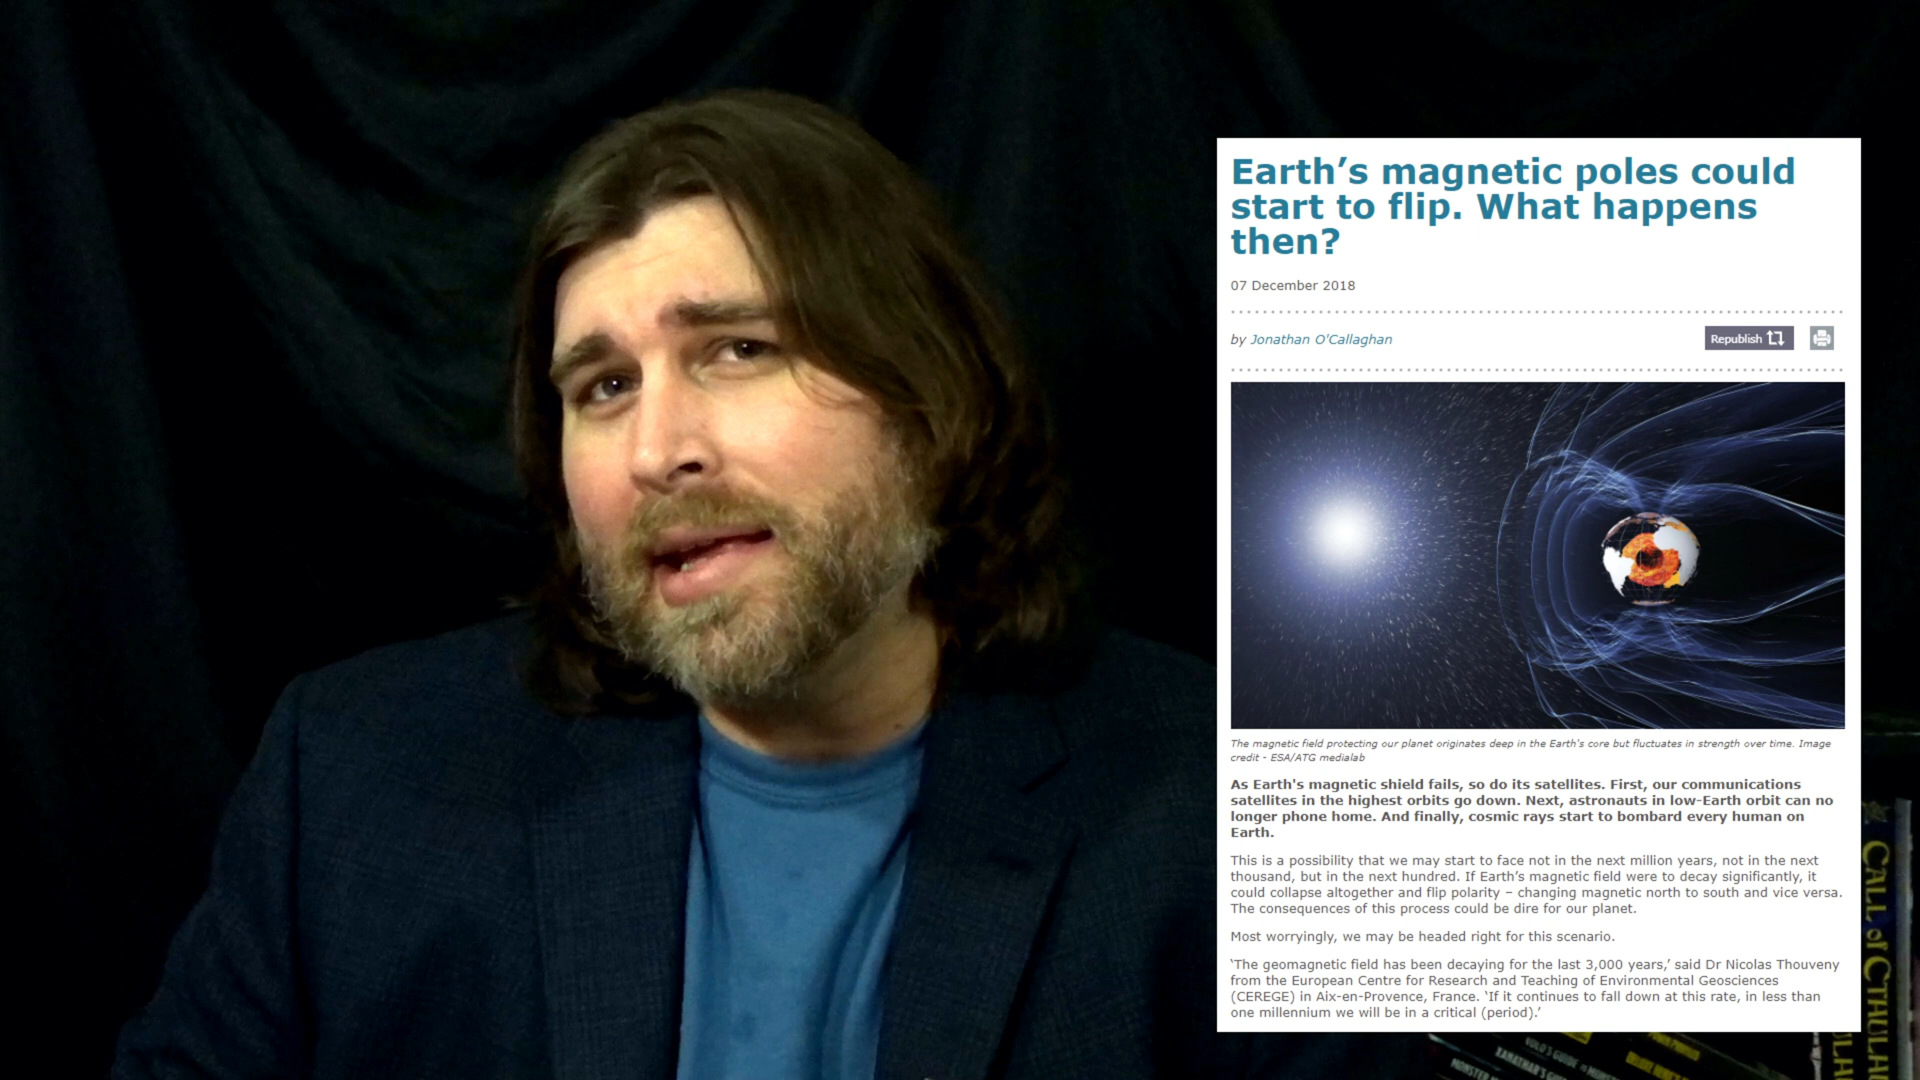 Earth’s magnetic poles could
start to flip. What happens
then?
07 December 2018
by Jonathan O'Callaghan
Republish
The magnetic field protecting our planet originates deep in the Earth's core but fluctuates in strength over time. Image
credit - ESA/ATG medialab
As Earth's magnetic shield fails, so do its satellites. First, our communications
satellites in the highest orbits go down. Next, astronauts in low-Earth orbit can no
longer phone home. And finally, cosmic rays start to bombard every human on
Earth.
This is a possibility that we may start to face not in the next million years, not in the next
thousand, but in the next hundred. If Earth’s magnetic field were to decay significantly, it
could collapse altogether and flip polarity – changing magnetic north to south and vice versa.
The consequences of this process could be dire for our planet.
Most worryingly, we may be headed right for this scenario.
‘The geomagnetic field has been decaying for the last 3,000 years,’ said Dr Nicolas Thouveny
from the European Centre for Research and Teaching of Environmental Geosciences
(CEREGE) in Aix-en-Provence, France. ‘If it continues to fall down at this rate, in less than
one millennium we will be in a critical (period).’
CALL of CTHULH
VOLO'S GUIDE
XANATHAR'S
MONSTER